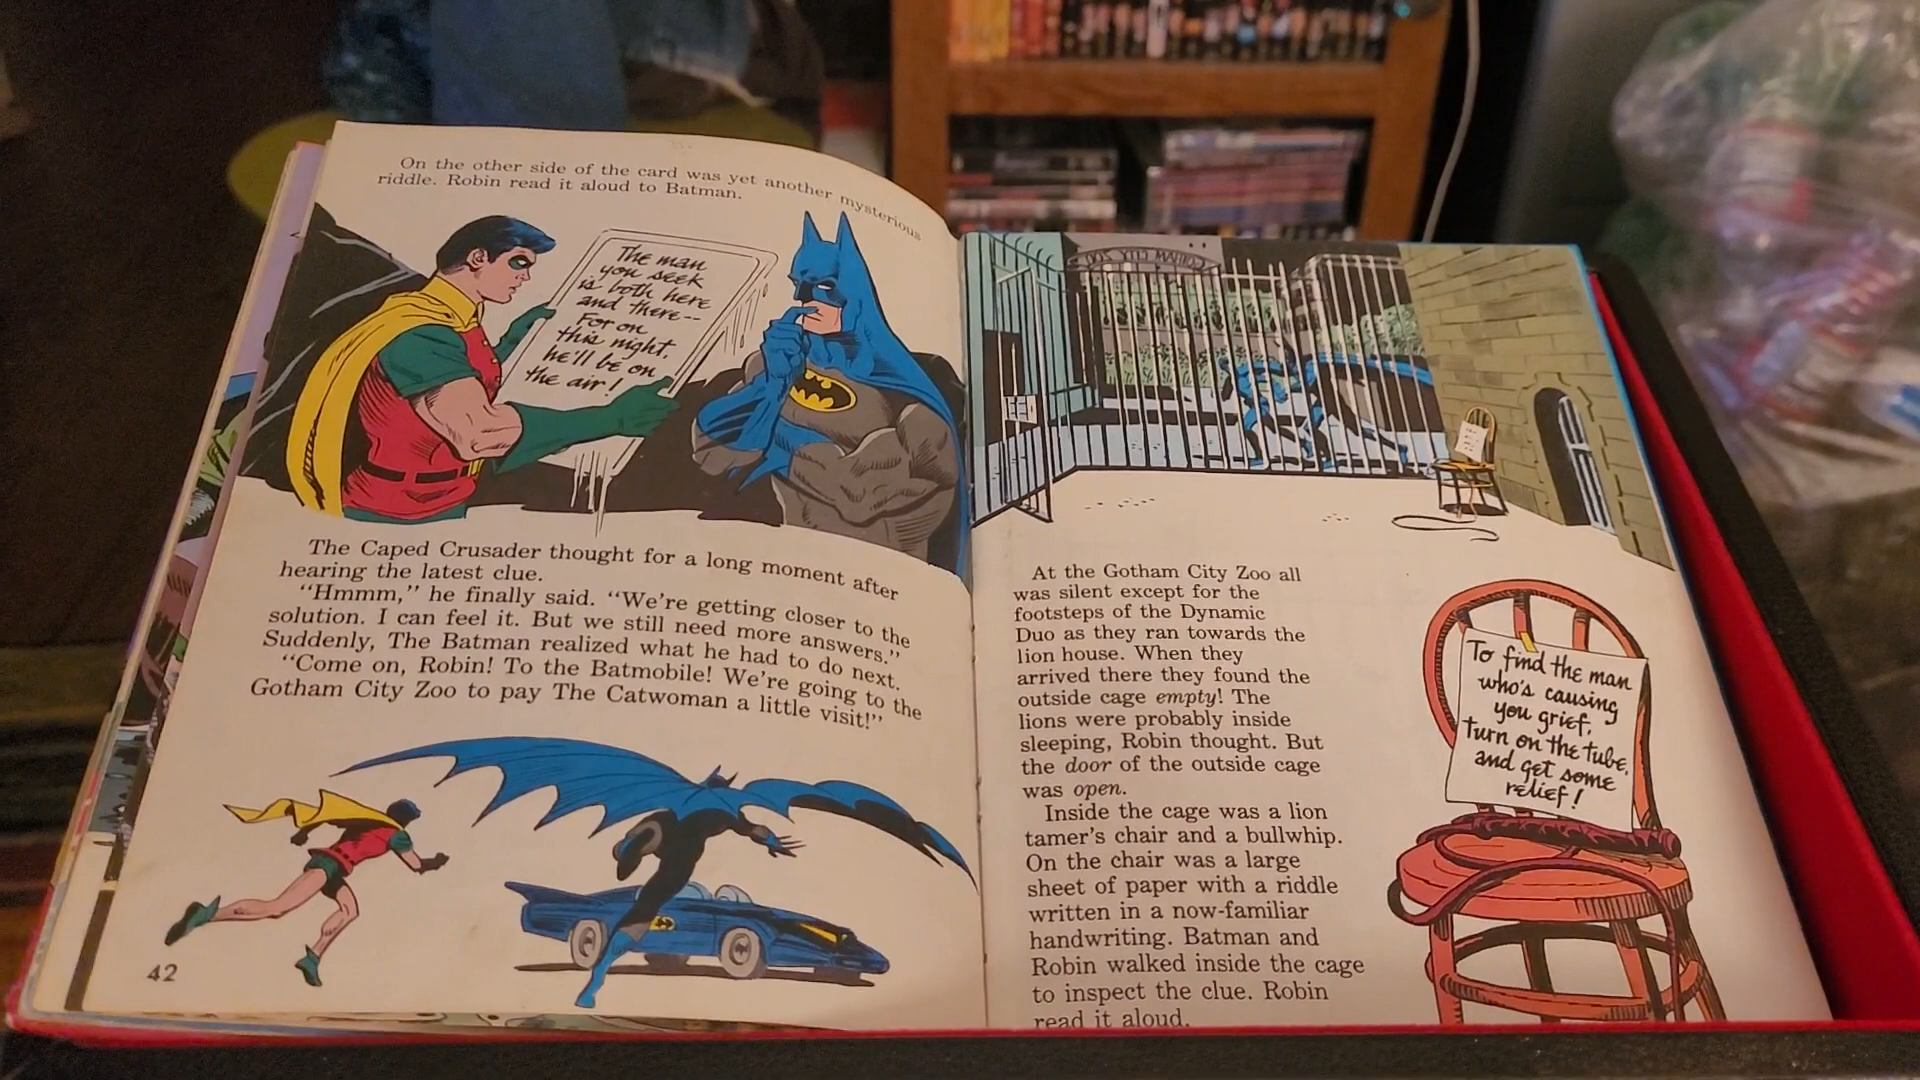 On the other side of the card was yet another mysterious
riddle. Robin read it aloud to Batman.
The man
you seek
is both here
and there--
For on
this night,
he'll be on
the air!
The Caped Crusader thought for a long moment after
hearing the latest clue.
“Hmmm,” he finally said. “We're getting closer to the
solution. I can feel it. But we still need more answers.”
Suddenly, The Batman realized what he had to do next.
“Come on, Robin! To the Batmobile! We're going to the
Gotham City Zoo to pay The Catwoman a little visit!”
42
GOTHAM CITY ZOO
At the Gotham City Zoo all
was silent except for the
footsteps of the Dynamic
Duo as they ran towards the
lion house. When they
arrived there they found the
outside cage empty! The
lions were probably inside
sleeping, Robin thought. But
the door of the outside cage
was open.
Inside the cage was a lion
tamer's chair and a bullwhip.
On the chair was a large
sheet of paper with a riddle
written in a now-familiar
handwriting. Batman and
Robin walked inside the cage
to inspect the clue. Robin
read it aloud.
To find the man
who's causing
you grief,
turn on the tube,
and get some
relief!